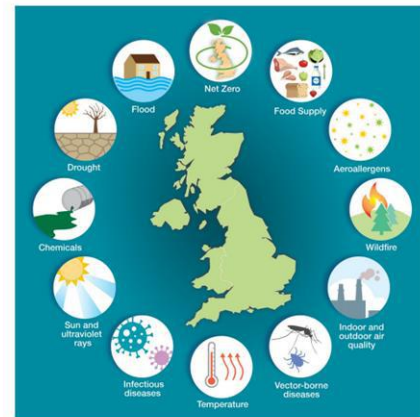 Net Zero
Food Supply
Aeroallergens
Wildfire
Indoor and
outdoor air
quality
Vector-borne
diseases
Temperature
Infectious
diseases
Sun and
ultraviolet
rays
Chemicals
Drought
Flood